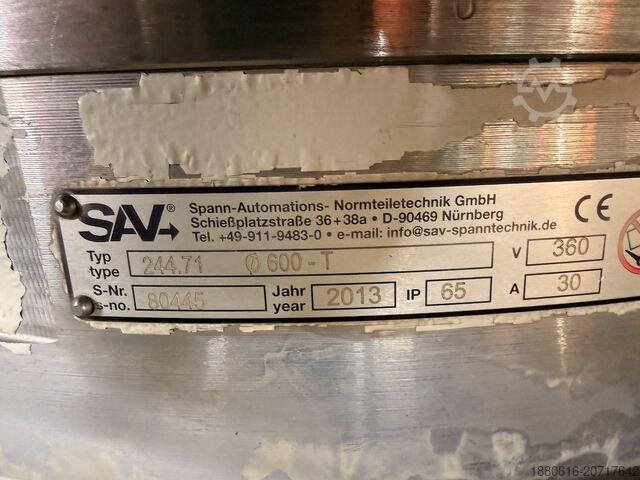 SAV®
Spann-Automations- Normteiletechnik GmbH
Schießplatzstraße 36+38a • D-90469 Nürnberg
Tel. +49-911-9483-0 • e-mail: info@sav-spanntechnik.de
CE
Typ
type
244.71 Ø 600-T
V 360
S-Nr.
s-no.
80445
Jahr
year
2013
IP 65
A 30
1880616-20717642